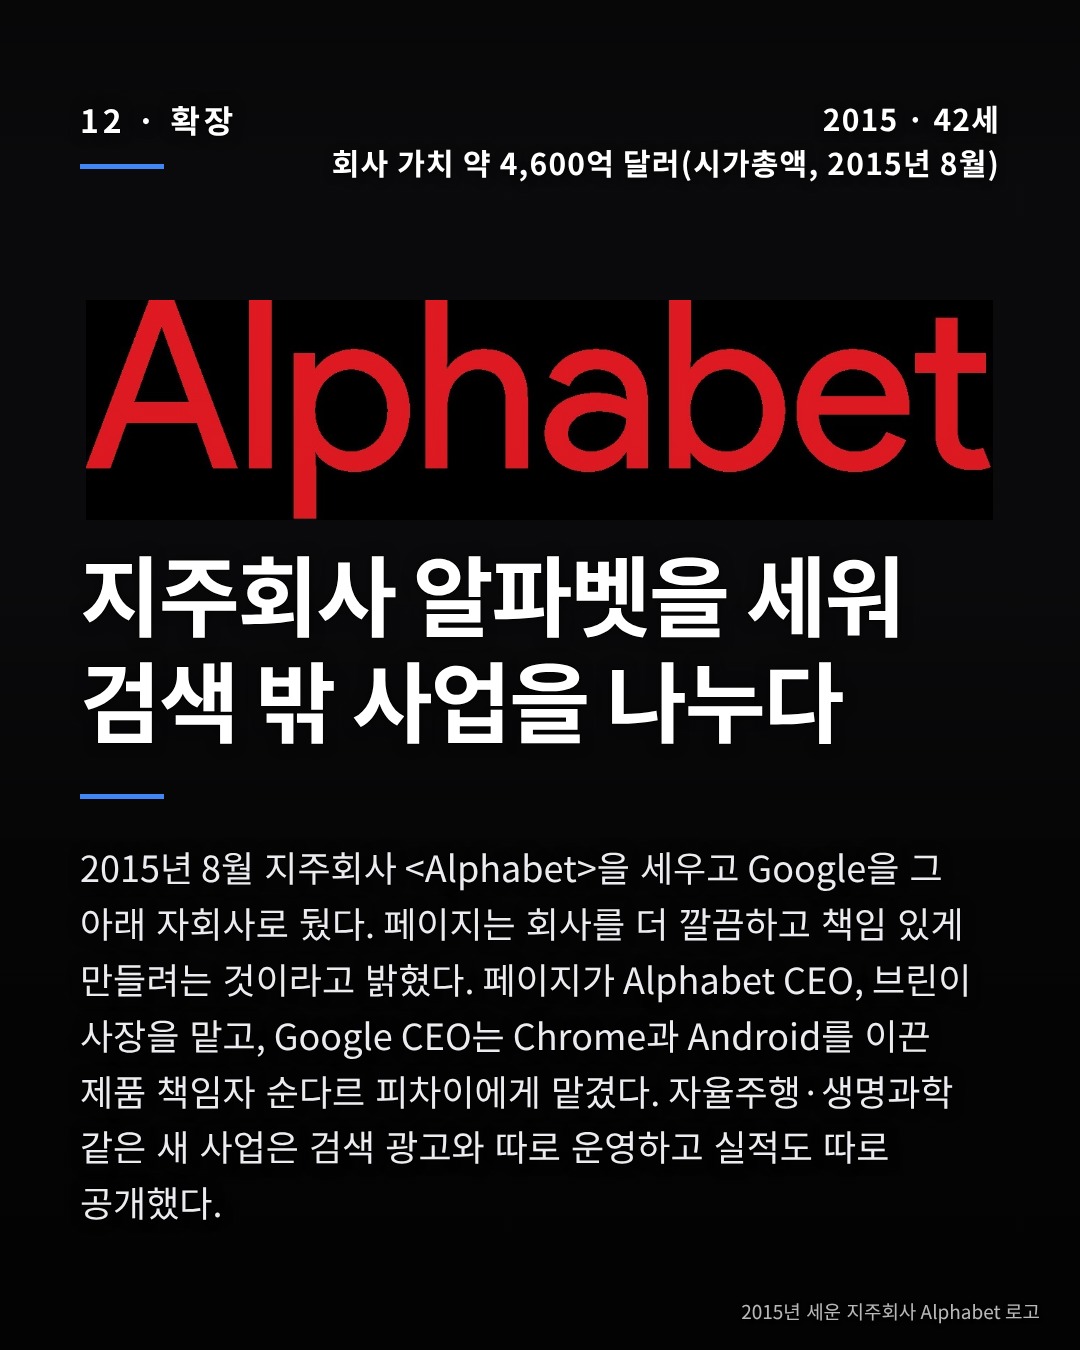 12 · 확장
2015 · 42세
회사 가치 약 4,600억 달러(시가총액, 2015년 8월)
Alphabet
지주회사 알파벳을 세워
검색 밖 사업을 나누다
2015년 8월 지주회사 <Alphabet>을 세우고 Google을 그
아래 자회사로 뒀다. 페이지는 회사를 더 깔끔하고 책임 있게
만들려는 것이라고 밝혔다. 페이지가 Alphabet CEO, 브린이
사장을 맡고, Google CEO는 Chrome과 Android를 이끈
제품 책임자 순다르 피차이에게 맡겼다. 자율주행·생명과학
같은 새 사업은 검색 광고와 따로 운영하고 실적도 따로
공개했다.
2015년 세운 지주회사 Alphabet 로고